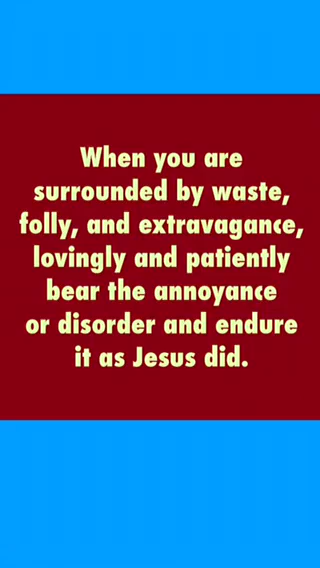 When you are
surrounded by waste,
folly, and extravagance,
lovingly and patiently
bear the annoyance
or disorder and endure
it as Jesus did.